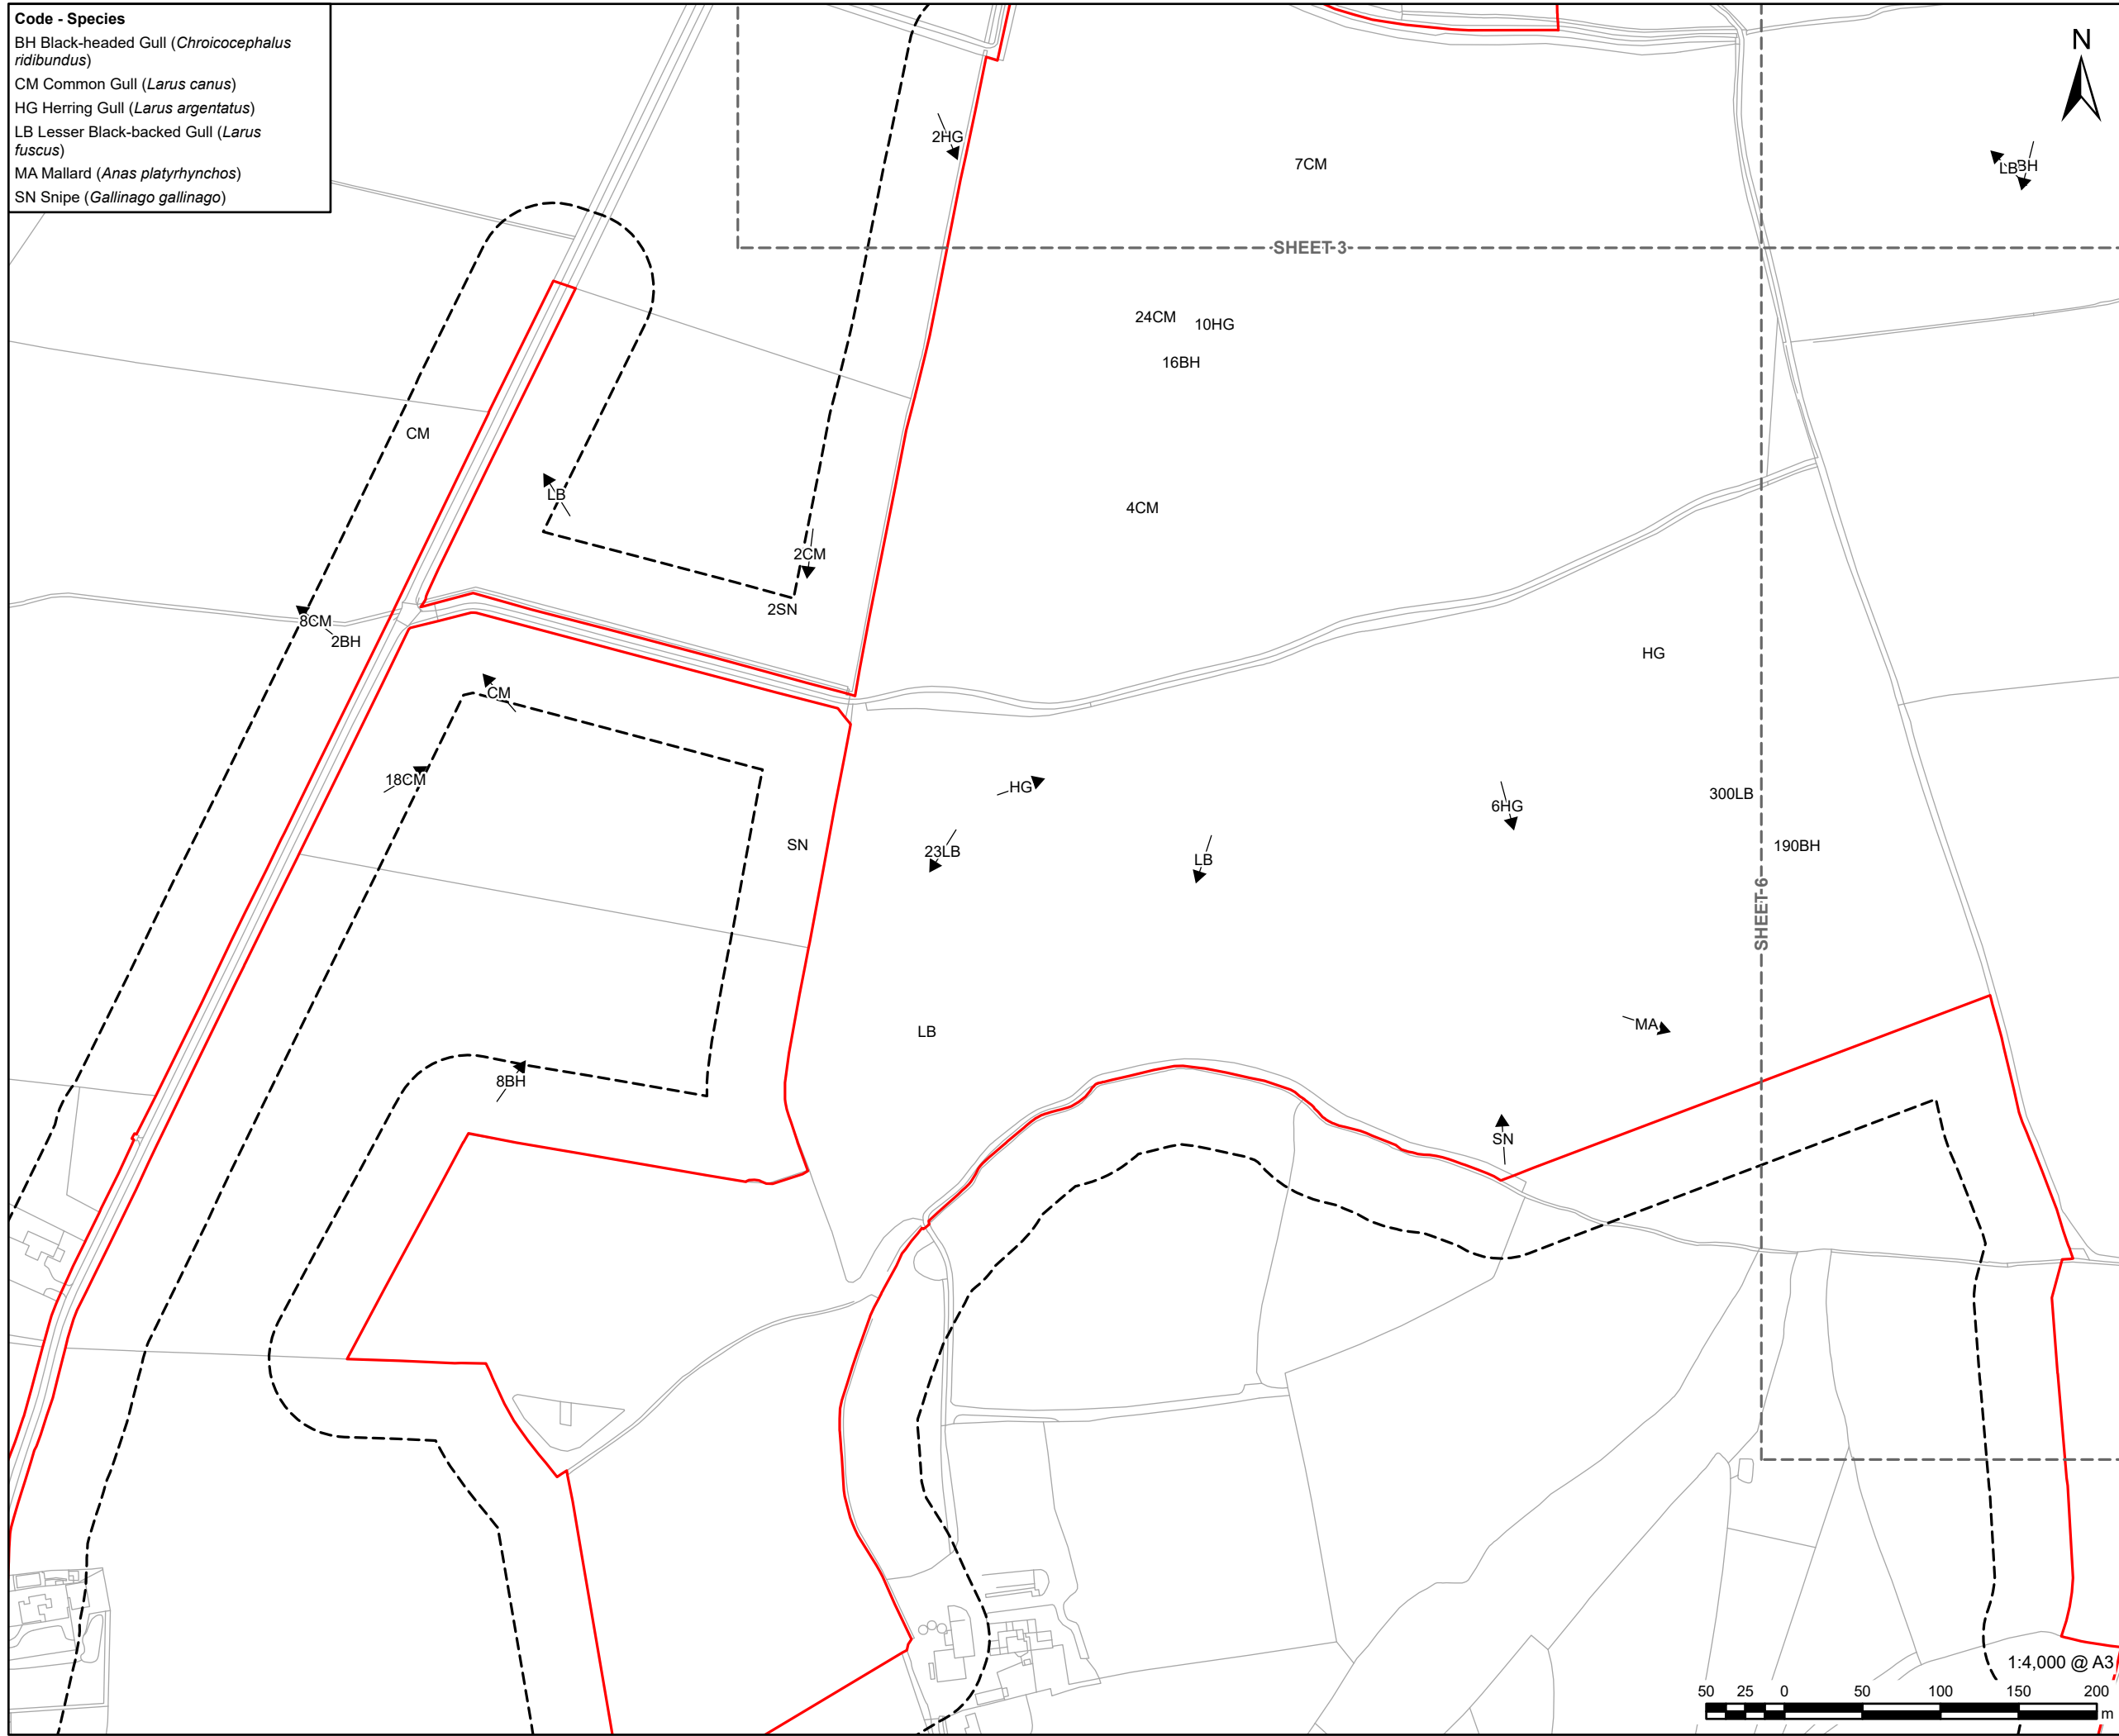 Code - Species
BH Black-headed Gull (Chroicocephalus
ridibundus)
CM Common Gull (Larus canus)
HG Herring Gull (Larus argentatus)
LB Lesser Black-backed Gull (Larus
fuscus)
MA Mallard (Anas platyrhynchos)
SN Snipe (Gallinago gallinago)
N
2HG
7CM
LB
BH
SHEET 3
24CM
10HG
16BH
CM
LB
4CM
2CM
2SN
8CM
2BH
HG
CM
18CM
HG
300LB
6HG
SN
23LB
LB
190BH
SHEET 6
LB
MA
8BH
SN
1:4,000 @ A3
50 25 0 50 100 150 200
m